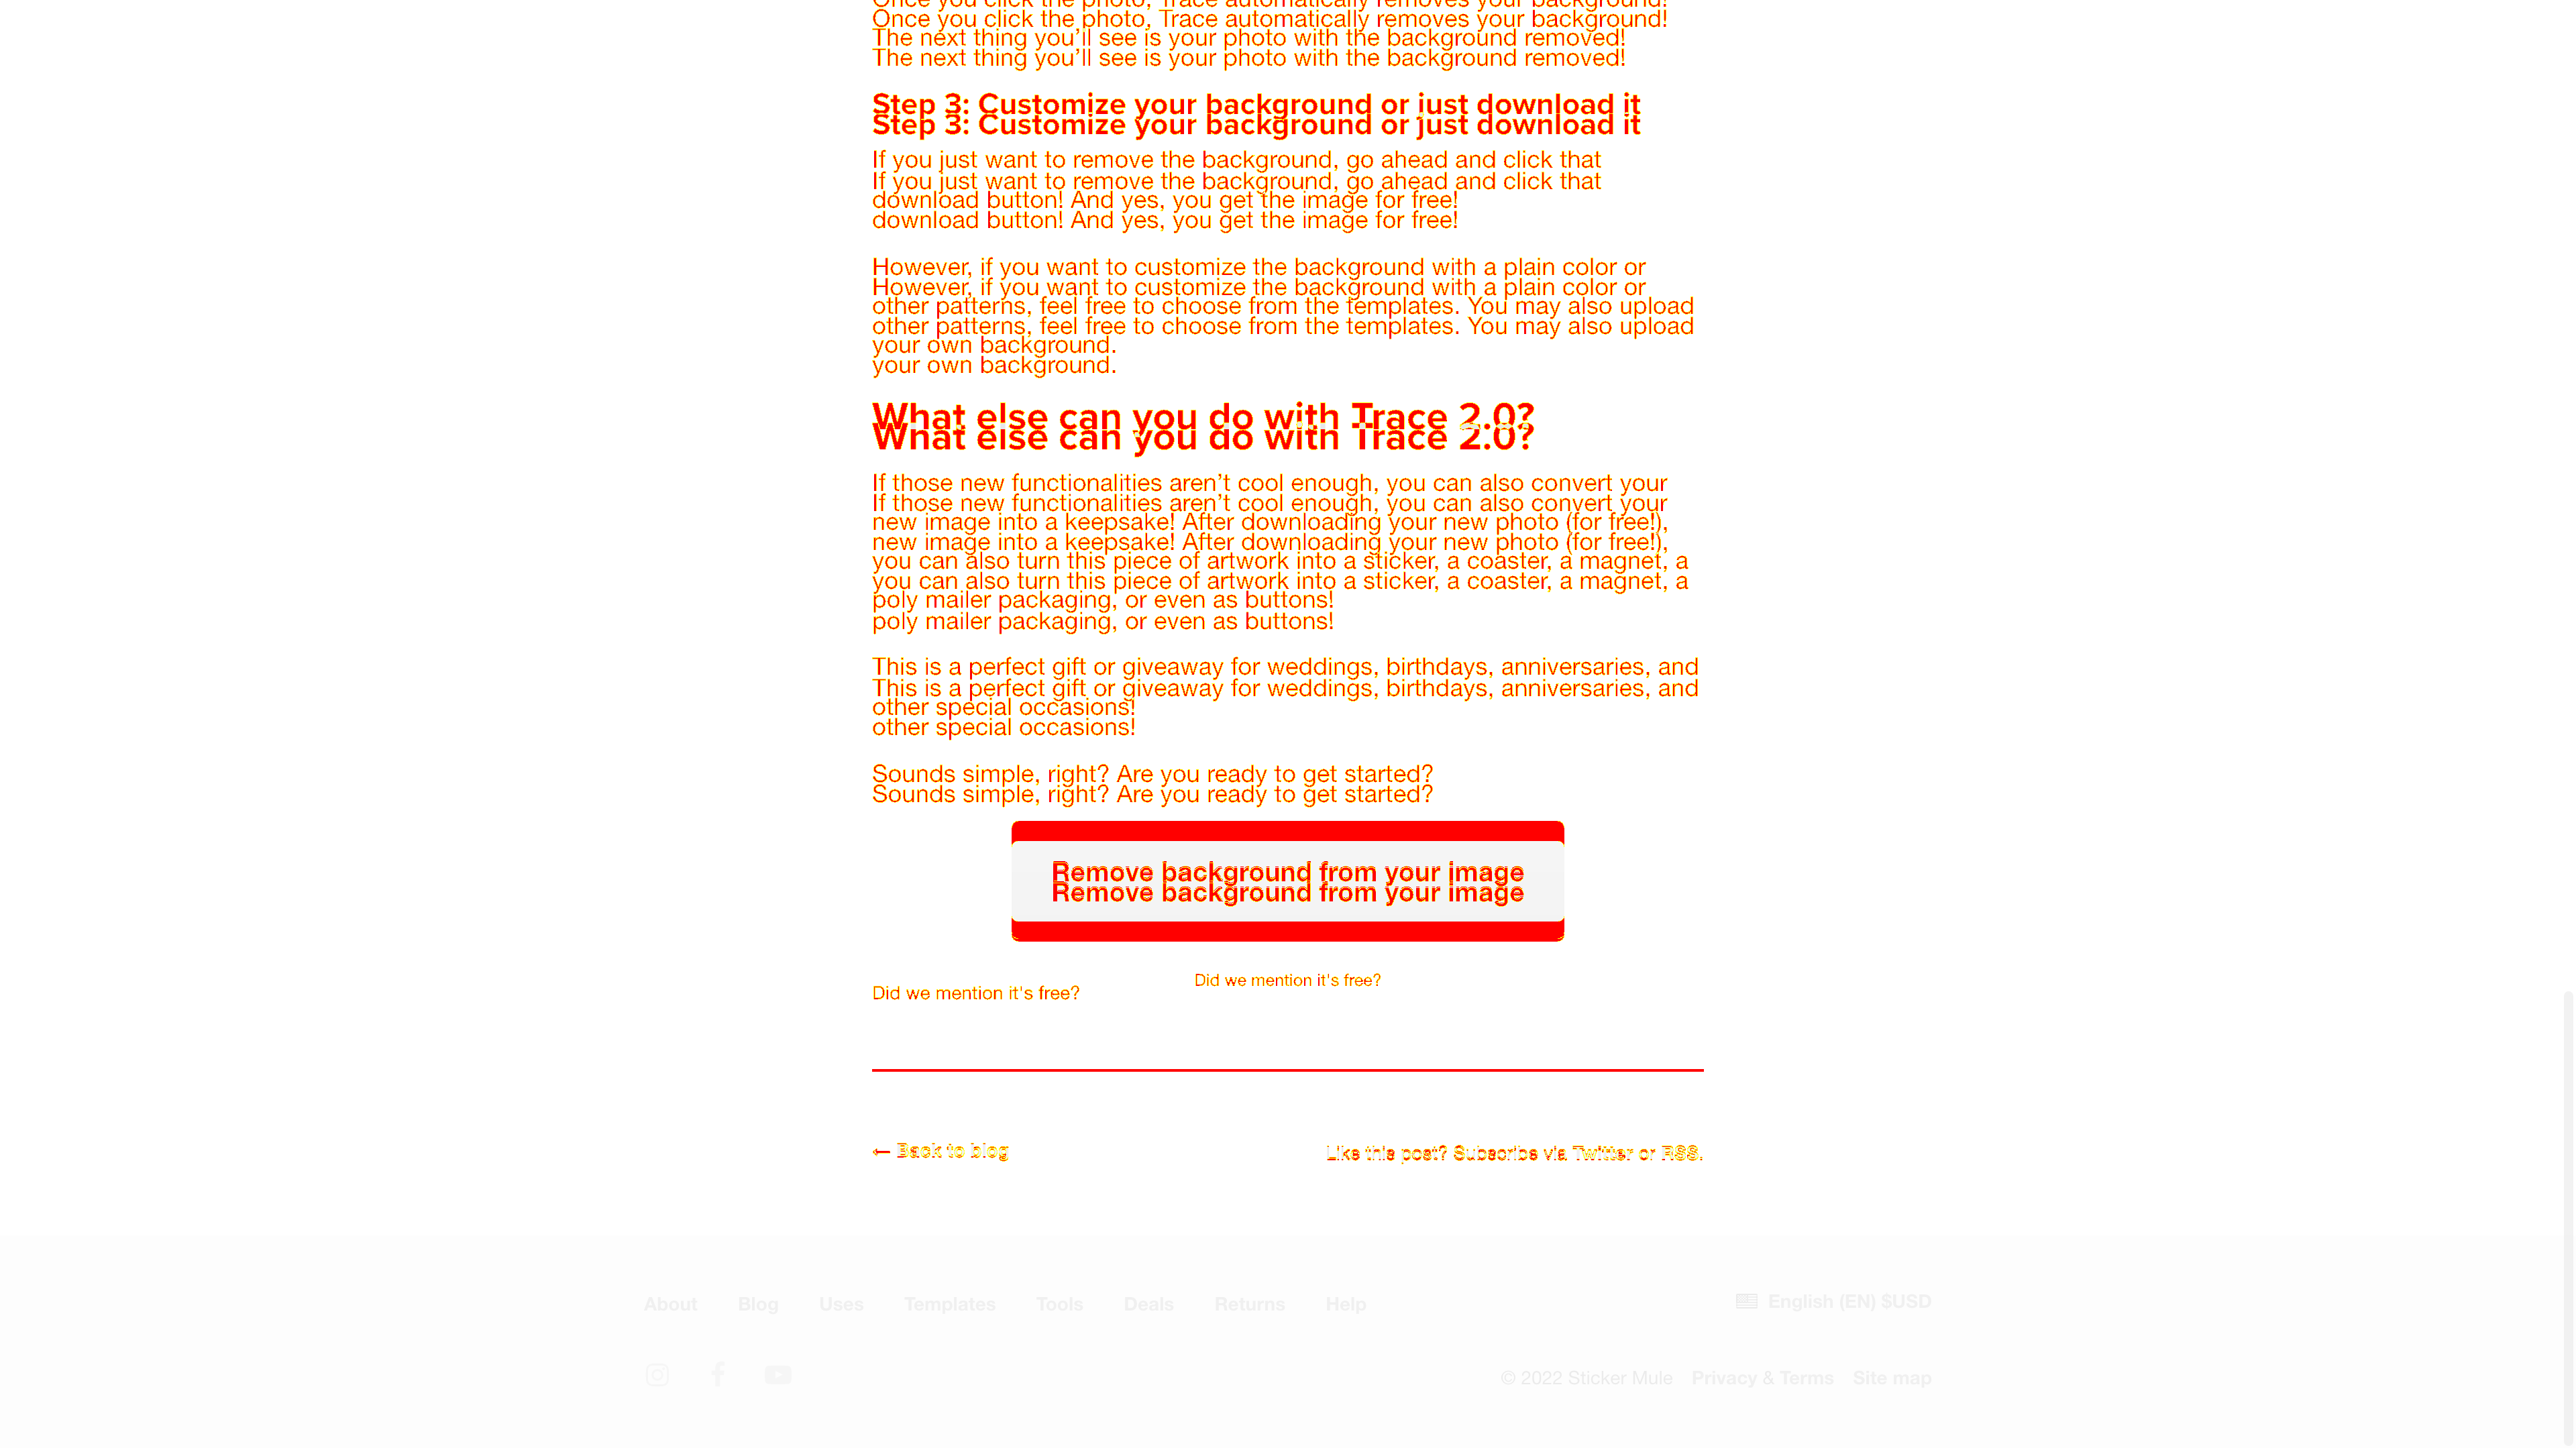 Once you click the photo, Trace automatically removes your background!
Once you click the photo, Trace automatically removes your background!
The next thing you’ll see is your photo with the background removed!
The next thing you’ll see is your photo with the background removed!
Step 3: Customize your background or just download it
Step 3: Customize your background or just download it
If you just want to remove the background, go ahead and click that
If you just want to remove the background, go ahead and click that
download button! And yes, you get the image for free!
download button! And yes, you get the image for free!
However, if you want to customize the background with a plain color or
However, if you want to customize the background with a plain color or
other patterns, feel free to choose from the templates. You may also upload
other patterns, feel free to choose from the templates. You may also upload
your own background.
your own background.
What else can you do with Trace 2.0?
What else can you do with Trace 2.0?
If those new functionalities aren’t cool enough, you can also convert your
If those new functionalities aren’t cool enough, you can also convert your
new image into a keepsake! After downloading your new photo (for free!),
new image into a keepsake! After downloading your new photo (for free!),
you can also turn this piece of artwork into a sticker, a coaster, a magnet, a
you can also turn this piece of artwork into a sticker, a coaster, a magnet, a
poly mailer packaging, or even as buttons!
poly mailer packaging, or even as buttons!
This is a perfect gift or giveaway for weddings, birthdays, anniversaries, and
This is a perfect gift or giveaway for weddings, birthdays, anniversaries, and
other special occasions!
other special occasions!
Sounds simple, right? Are you ready to get started?
Sounds simple, right? Are you ready to get started?
Remove background from your image
Remove background from your image
Did we mention it's free?
Did we mention it's free?
← Back to blog
Like this post? Subscribe via Twitter or RSS.
About Blog Uses Templates Tools Deals Returns Help
English (EN) $USD
© 2022 Sticker Mule Privacy & Terms Site map